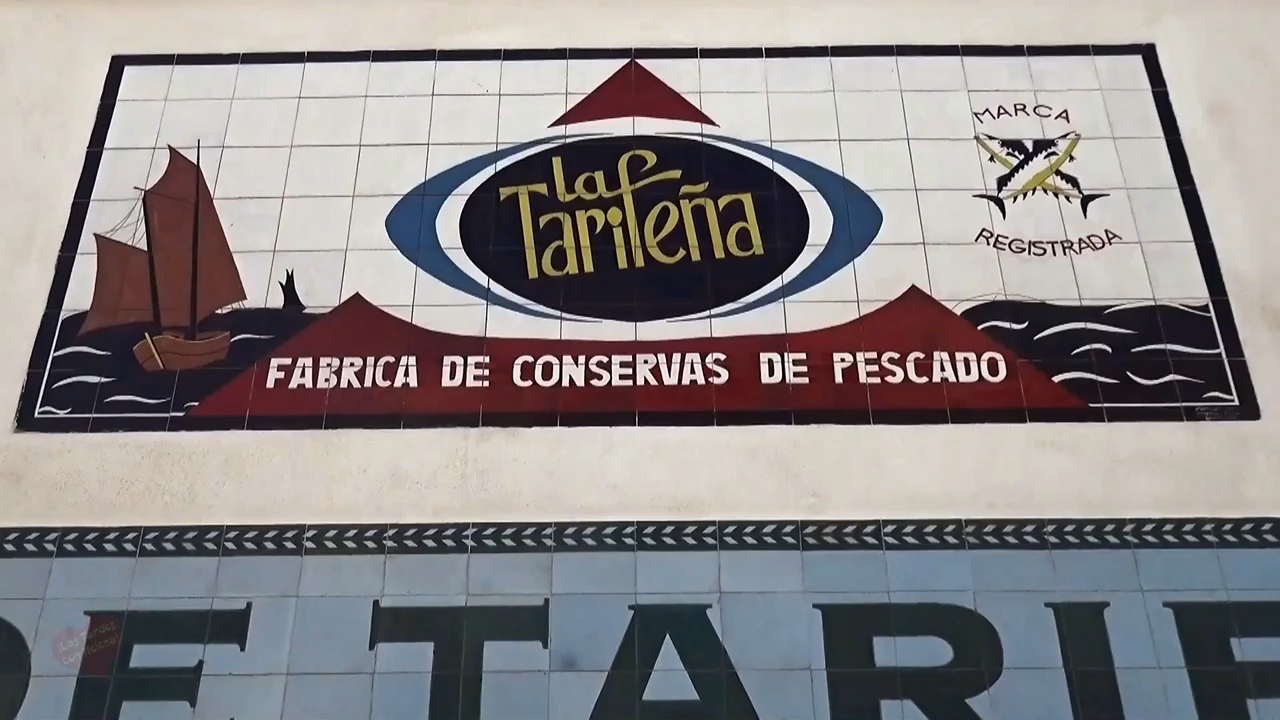 La
Tarifeña
MARCA
REGISTRADA
FABRICA DE CONSERVAS DE PESCADO
DE TARIF